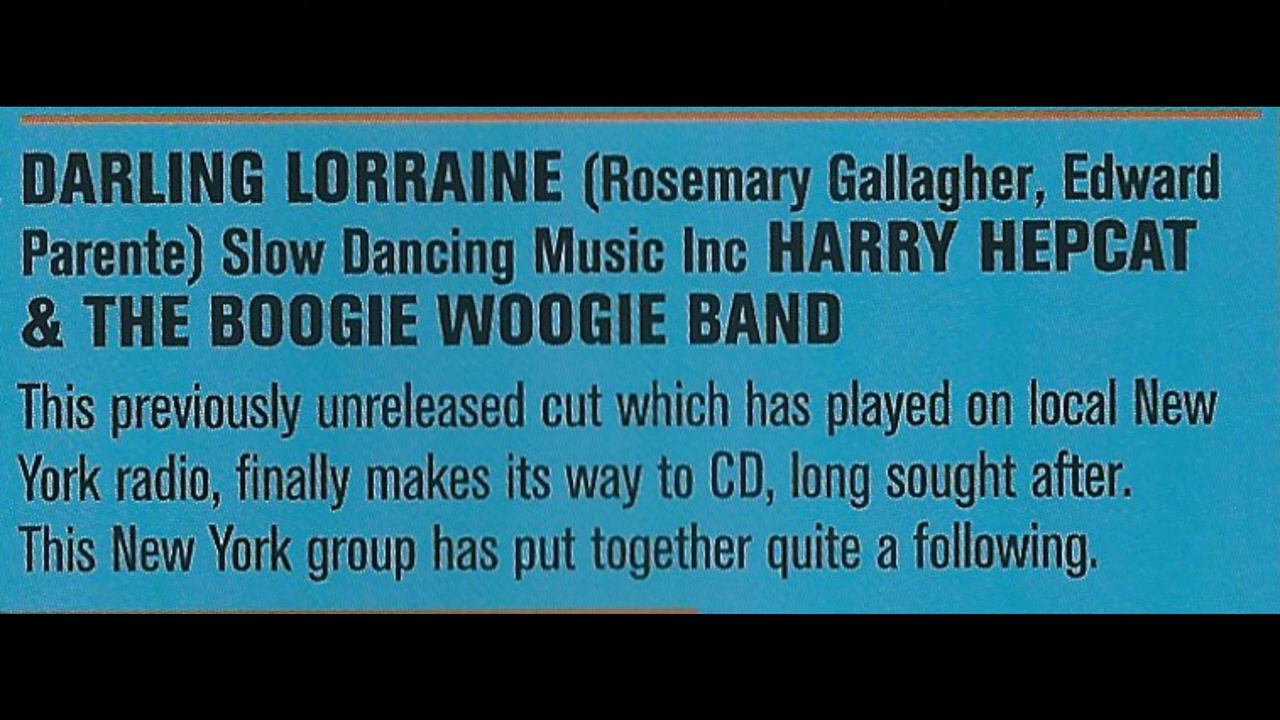 DARLING LORRAINE (Rosemary Gallagher, Edward
Parente) Slow Dancing Music Inc HARRY HEPCAT
& THE BOOGIE WOOGIE BAND
This previously unreleased cut which has played on local New
York radio, finally makes its way to CD, long sought after.
This New York group has put together quite a following.